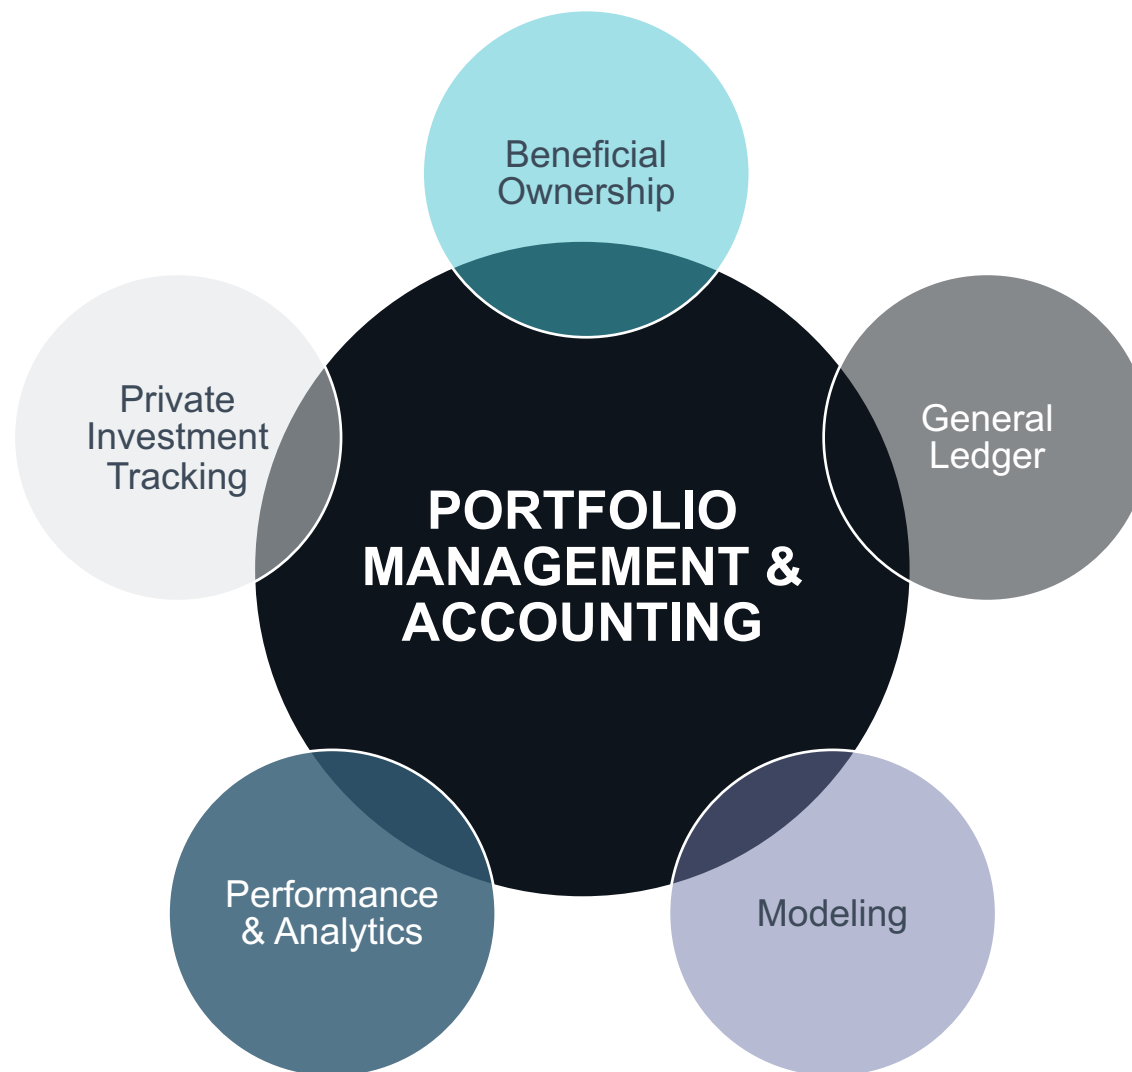 Beneficial
Ownership
Private
Investment
Tracking
General
Ledger
PORTFOLIO
MANAGEMENT &
ACCOUNTING
Performance
& Analytics
Modeling